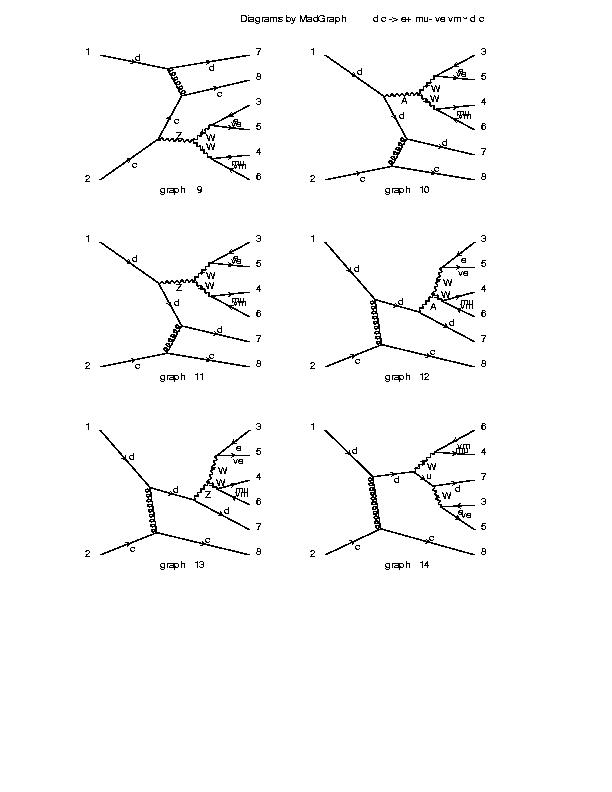 Diagrams by MadGraph d c -> e+ mu- ve vm~ d c
1 d d 7
8
c
3
c e
ve 5
Z W
W 4
mu
vm
2 c 6
graph 9
1 d 3
e
ve 5
A W
W 4
mu
vm
d 6
d 7
2 c c 8
graph 10
1 d 3
e
ve 5
Z W
W 4
mu
vm
d 6
d 7
2 c c 8
graph 11
1 d 3
e
ve 5
W
W 4
mu
vm
d A 6
d 7
2 c c 8
graph 12
1 d 3
e 5
ve
W
W 4
mu
vm
d Z 6
d 7
2 c c 8
graph 13
1 d 6
vm
mu 4
W
d u 7
d
W 3
e
ve 5
2 c c 8
graph 14